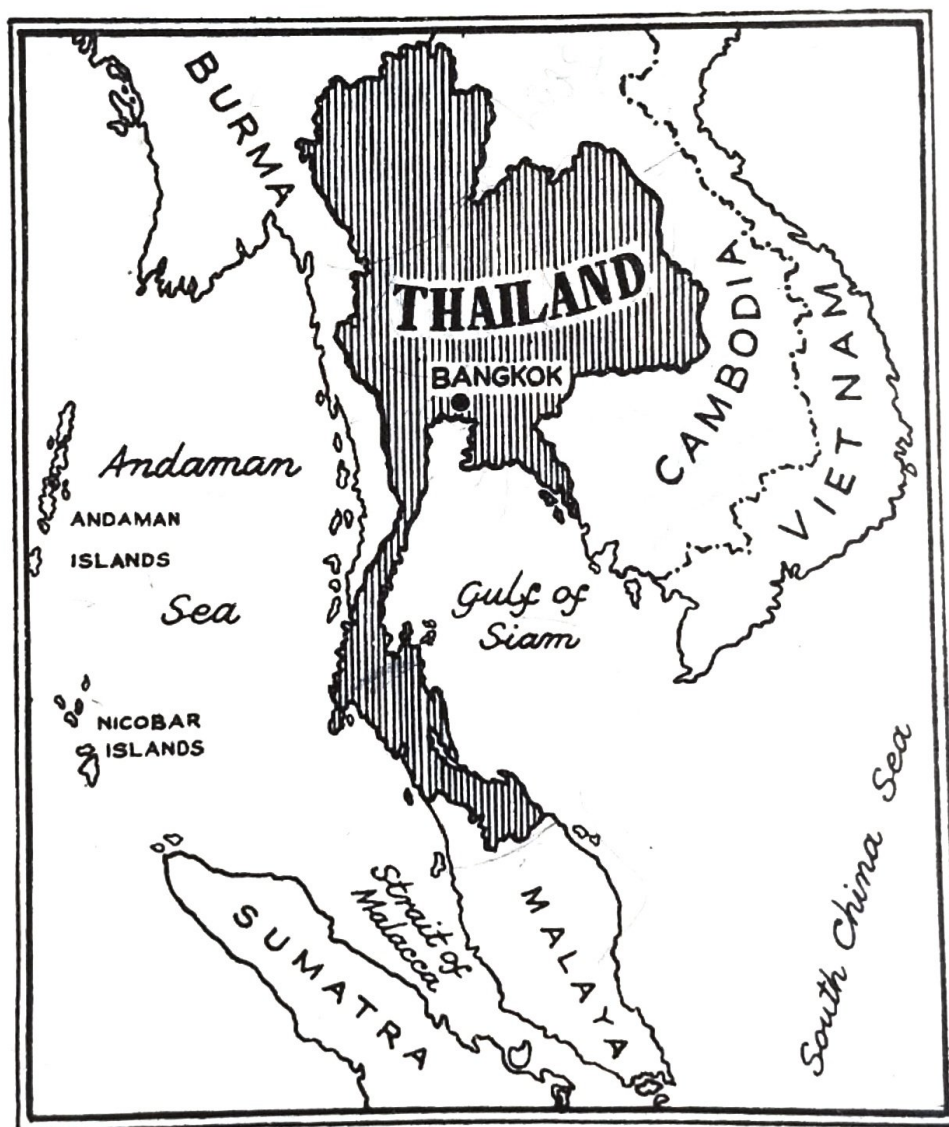 BURMA
THAILAND
BANGKOK
CAMBODIA
VIETNAM
Andaman
Sea
ANDAMAN
ISLANDS
Gulf of
Siam
NICOBAR
ISLANDS
South China Sea
Strait of
Malacca
MALAYA
SUMATRA